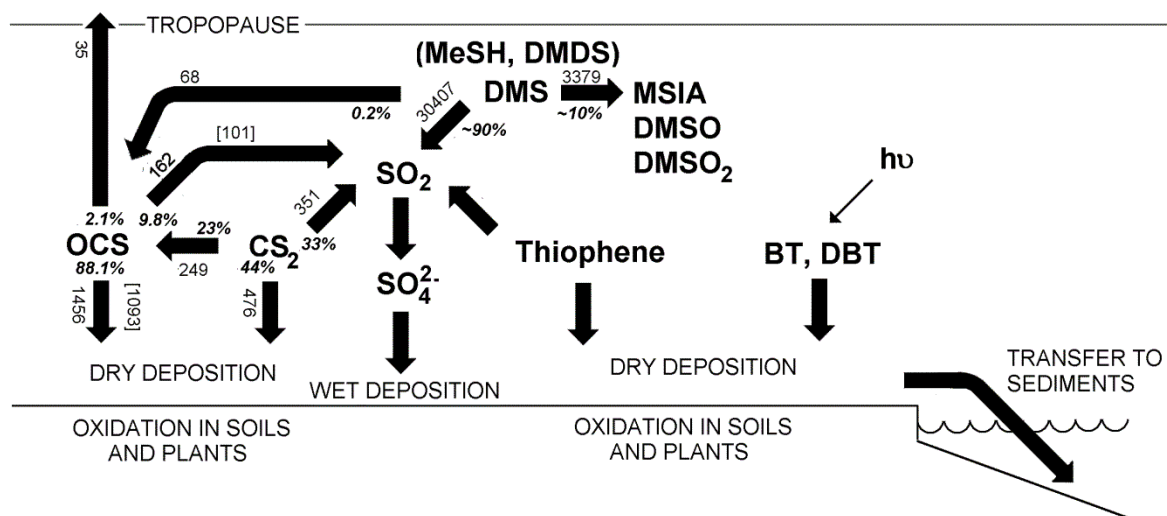 TROPOPAUSE
35
(MeSH, DMDS)
68
DMS
3379
MSIA
0.2%
30407
~90%
~10%
DMSO
DMSO₂
[101]
162
hυ
SO₂
351
2.1%
9.8%
23%
OCS
CS₂
33%
Thiophene
BT, DBT
88.1%
249
44%
1456
[1093]
476
SO₄²⁻
DRY DEPOSITION
WET DEPOSITION
DRY DEPOSITION
TRANSFER TO
SEDIMENTS
OXIDATION IN SOILS
AND PLANTS
OXIDATION IN SOILS
AND PLANTS